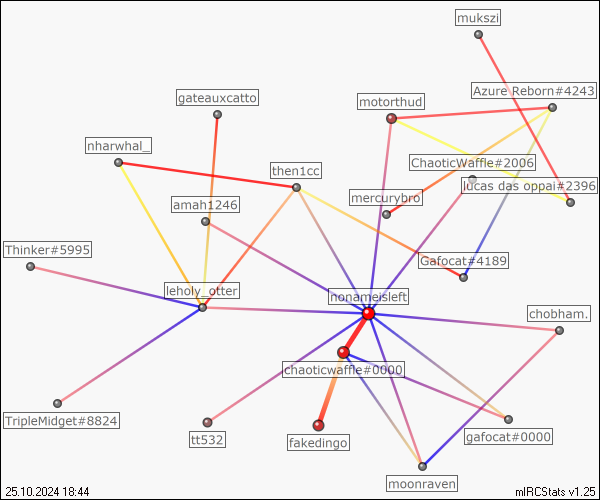 mukszi
Azure Reborn#4243
gateauxcatto
motorthud
nharwhal_
ChaoticWaffle#2006
then1cc
lucas das oppai#2396
mercurybro
amah1246
Thinker#5995
Gafocat#4189
leholy_otter
nonameisleft
chobham.
chaoticwaffle#0000
TripleMidget#8824
tt532
fakedingo
gafocat#0000
moonraven
25.10.2024 18:44
mIRCStats v1.25